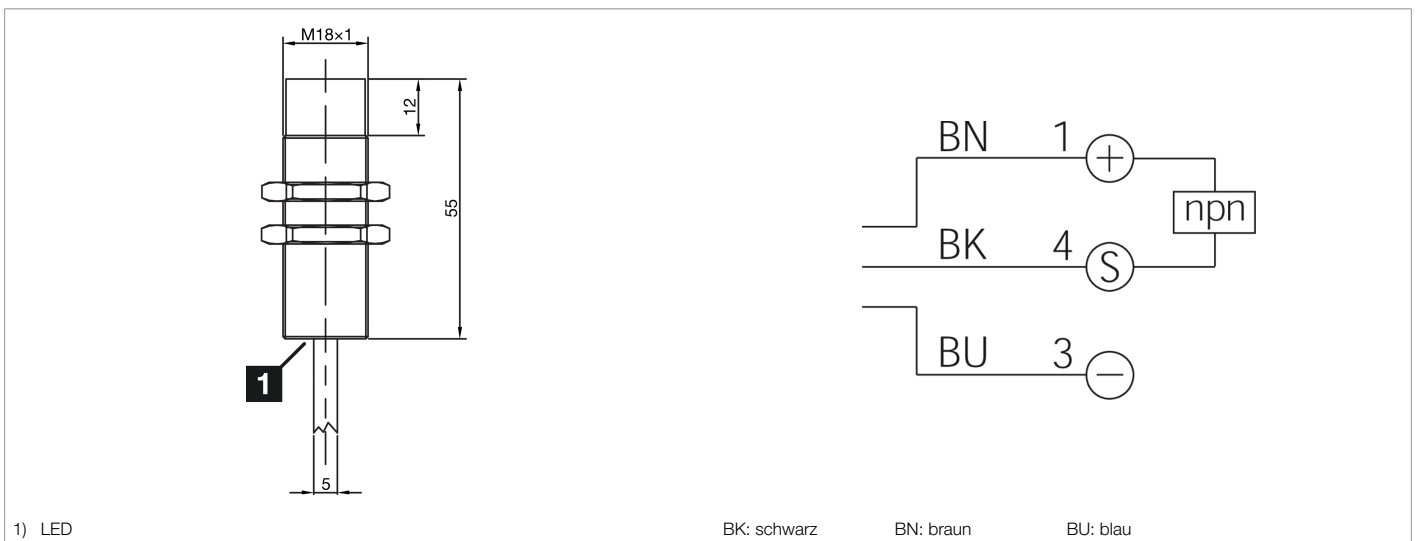 M18×1
12
55
1
5
BN 1 +
npn
BK 4 S
BU 3 −
1) LED
BK: schwarz BN: braun BU: blau